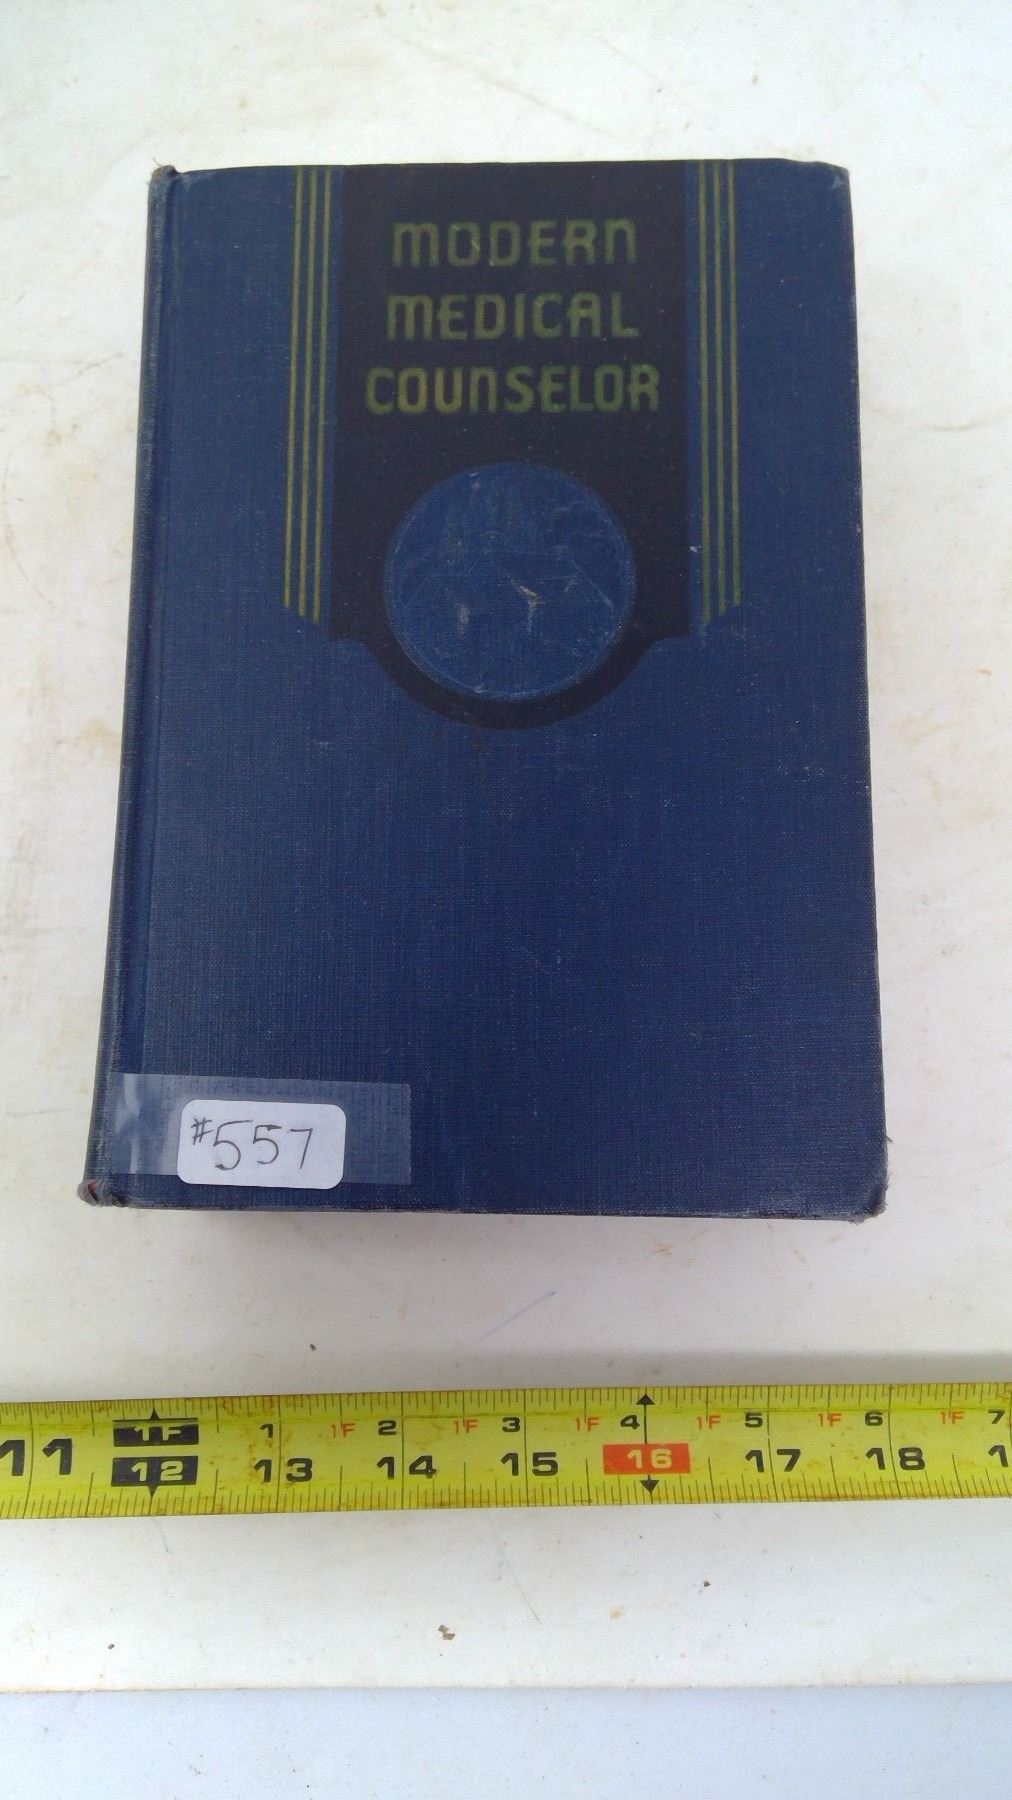 MODERN
MEDICAL
COUNSELOR
#557
1F 1 1F 2 1F 3 1F 4 1F 5 1F 6 1F 7
11 12 13 14 15 16 17 18 1